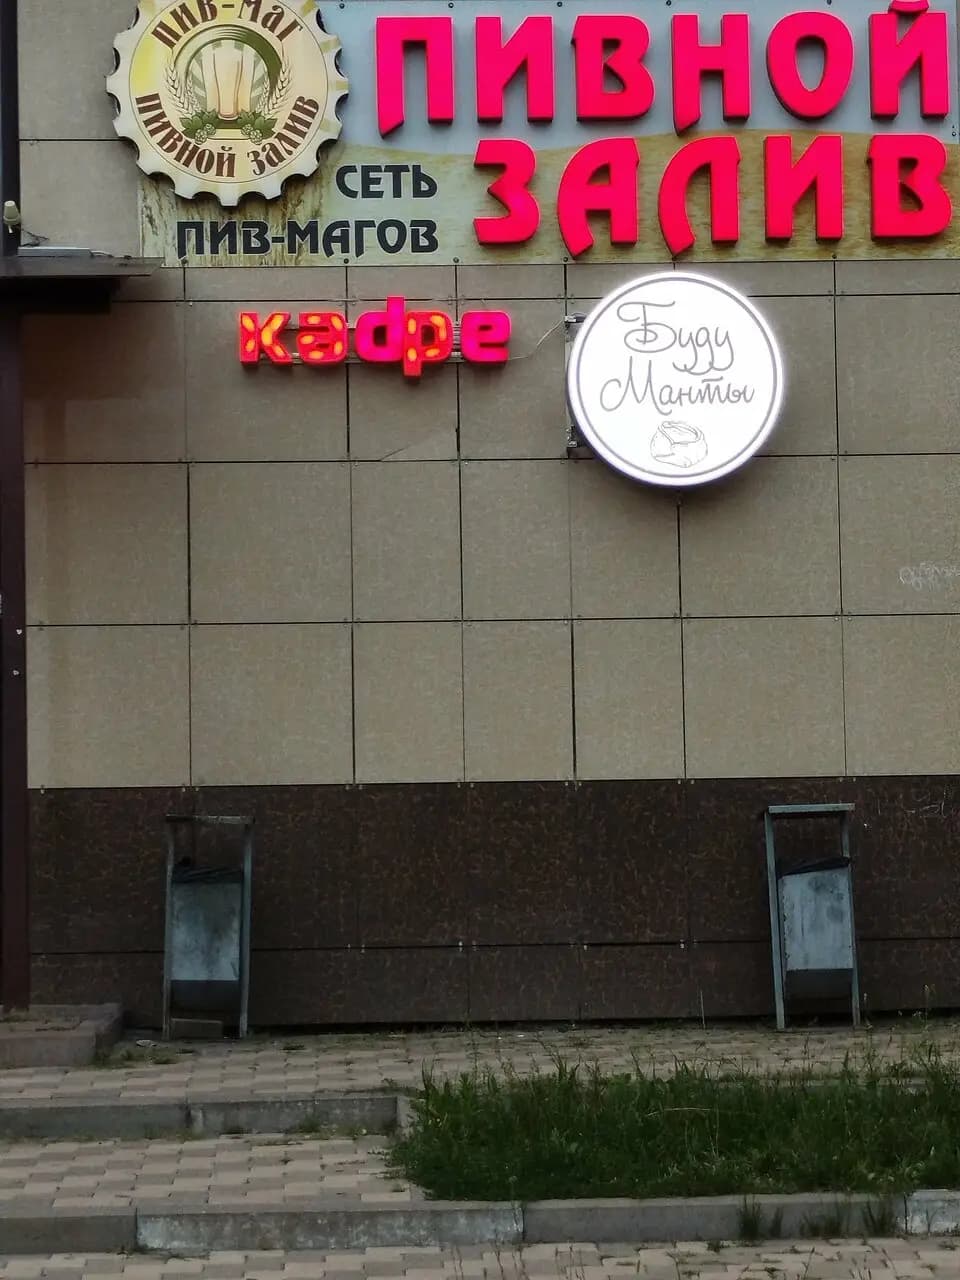 ПИВ-МАГ
ПИВНОЙ ЗАЛИВ
ПИВНОЙ
ЗАЛИВ
СЕТЬ
ПИВ-МАГОВ
кафе
Буду
Манты